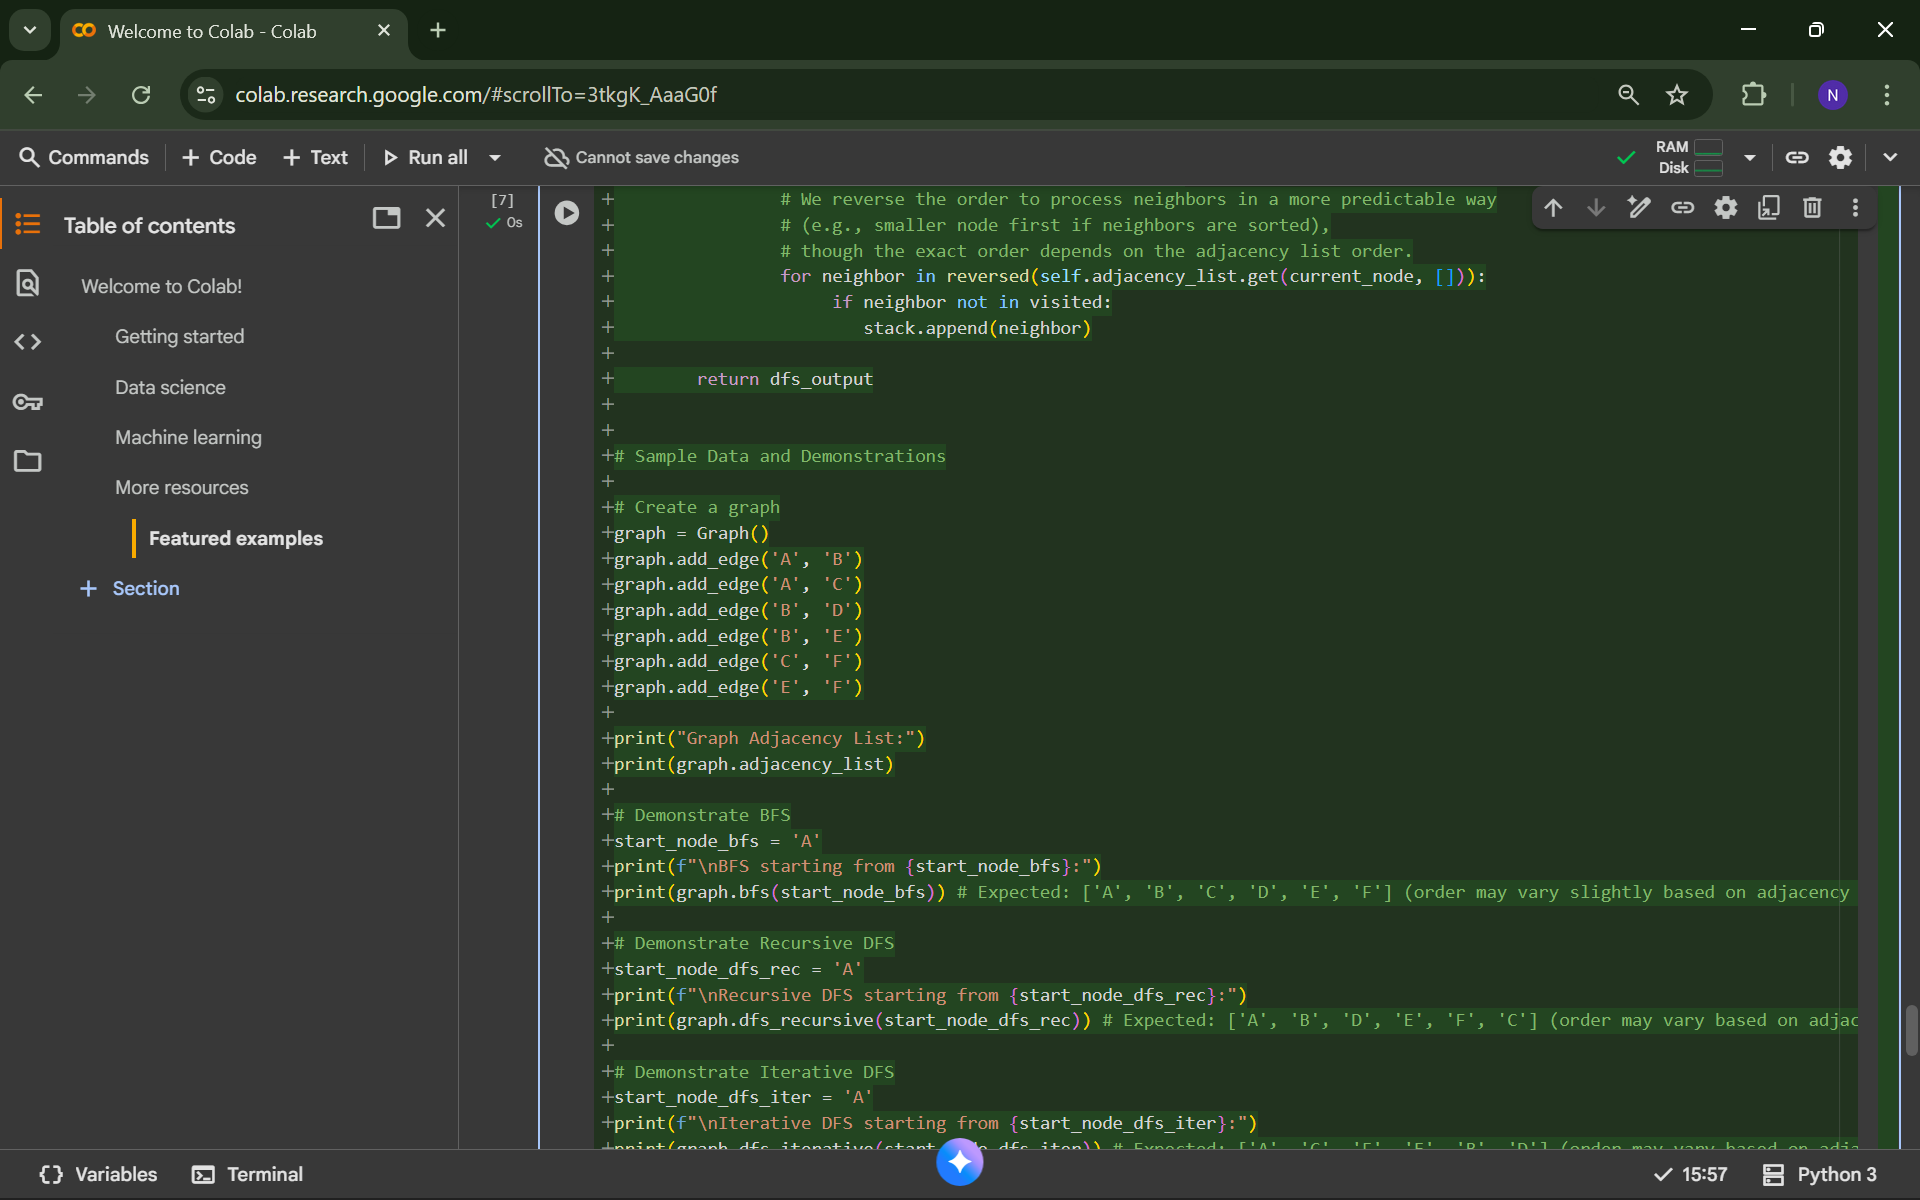 Welcome to Colab - Colab
colab.research.google.com/#scrollTo=3tkgK_AaaG0f
N
Commands
+ Code
+ Text
Run all
Cannot save changes
RAM
Disk
Table of contents
Welcome to Colab!
Getting started
Data science
Machine learning
More resources
Featured examples
+ Section
[7]
0s
+                # We reverse the order to process neighbors in a more predictable way
+                # (e.g., smaller node first if neighbors are sorted),
+                # though the exact order depends on the adjacency list order.
+                for neighbor in reversed(self.adjacency_list.get(current_node, [])):
+                     if neighbor not in visited:
+                        stack.append(neighbor)
+
+        return dfs_output
+
+
+# Sample Data and Demonstrations
+
+# Create a graph
+graph = Graph()
+graph.add_edge('A', 'B')
+graph.add_edge('A', 'C')
+graph.add_edge('B', 'D')
+graph.add_edge('B', 'E')
+graph.add_edge('C', 'F')
+graph.add_edge('E', 'F')
+
+print("Graph Adjacency List:")
+print(graph.adjacency_list)
+
+# Demonstrate BFS
+start_node_bfs = 'A'
+print(f"\nBFS starting from {start_node_bfs}:")
+print(graph.bfs(start_node_bfs)) # Expected: ['A', 'B', 'C', 'D', 'E', 'F'] (order may vary slightly based on adjacency
+
+# Demonstrate Recursive DFS
+start_node_dfs_rec = 'A'
+print(f"\nRecursive DFS starting from {start_node_dfs_rec}:")
+print(graph.dfs_recursive(start_node_dfs_rec)) # Expected: ['A', 'B', 'D', 'E', 'F', 'C'] (order may vary based on adjac
+
+# Demonstrate Iterative DFS
+start_node_dfs_iter = 'A'
+print(f"\nIterative DFS starting from {start_node_dfs_iter}:")
Variables
Terminal
15:57
Python 3